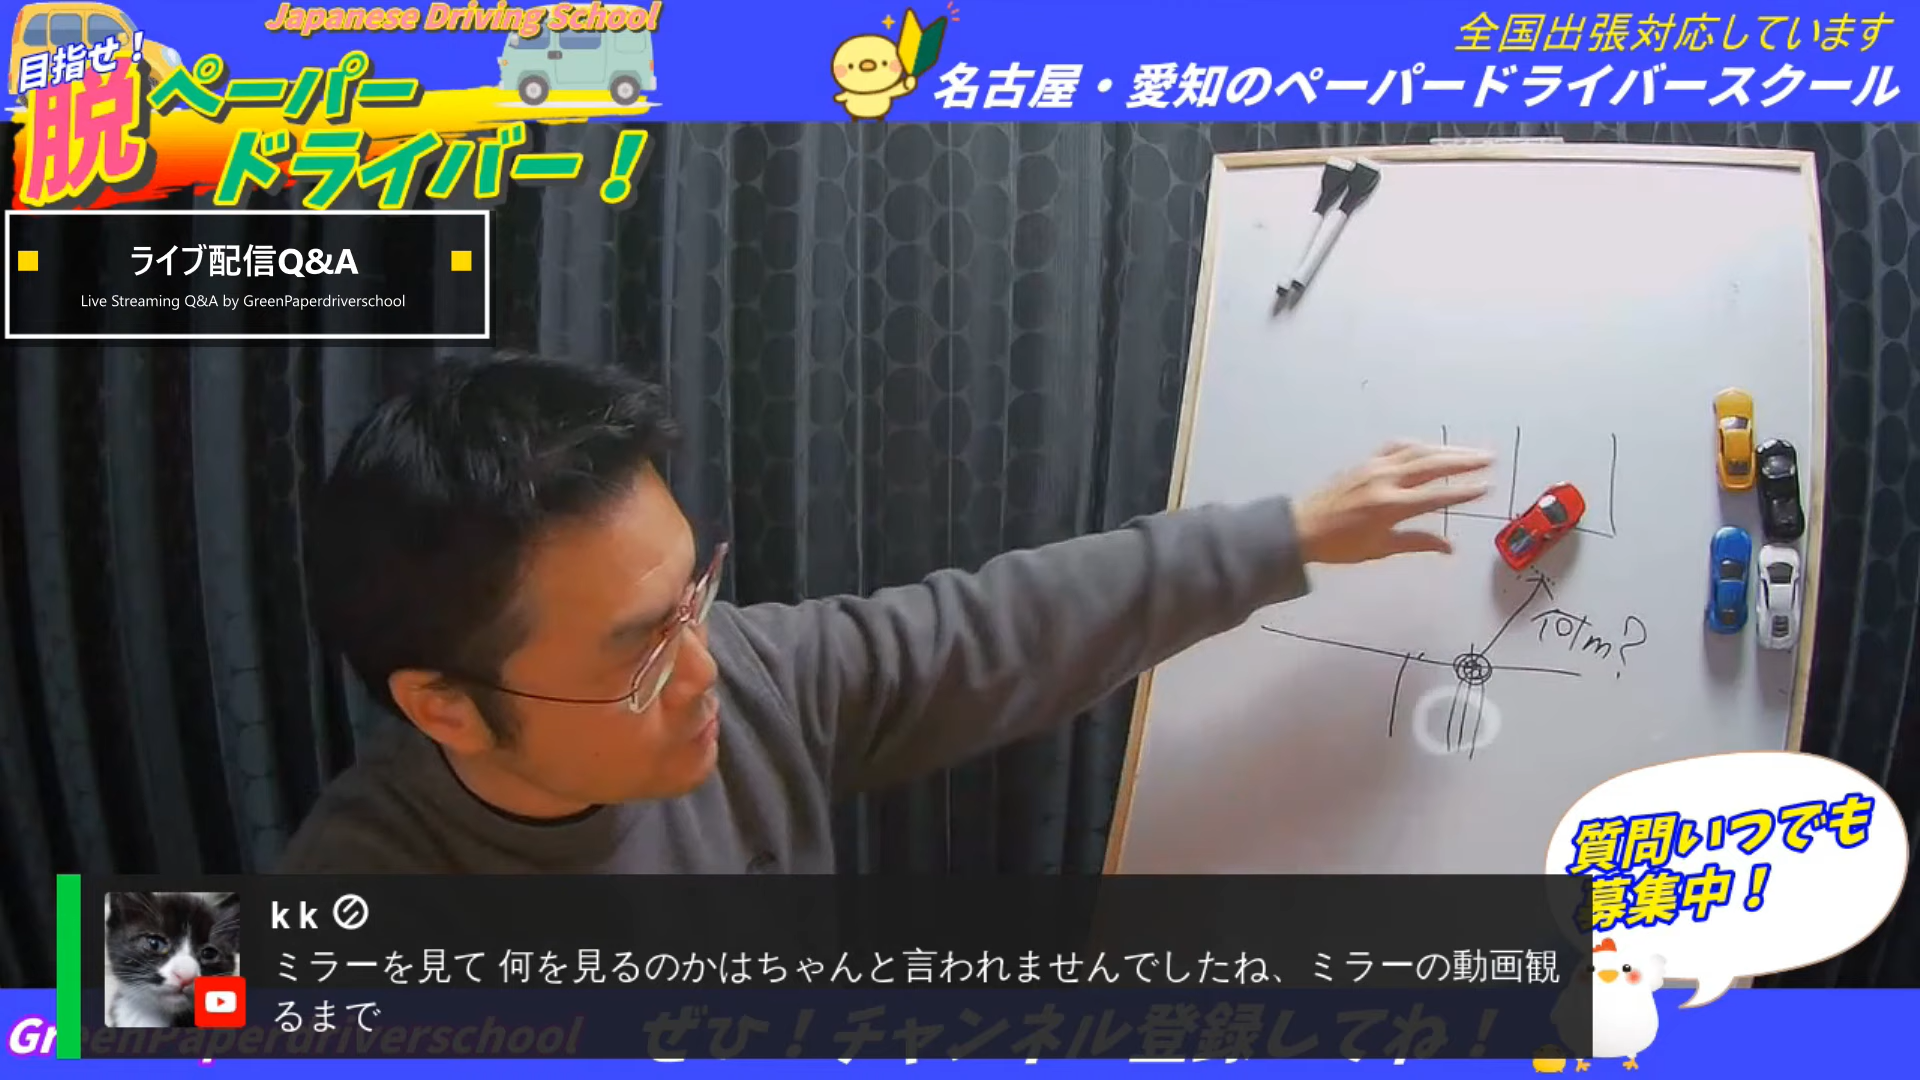 Japanese Driving School
目指せ！
脱ペーパー
ドライバー！
全国出張対応しています
名古屋・愛知のペーパードライバースクール
ライブ配信Q&A
Live Streaming Q&A by GreenPaperdriverschool
何m?
質問いつでも
募集中！
k k
ミラーを見て 何を見るのかはちゃんと言われませんでしたね、ミラーの動画観
るまで
GreenPaperdriverschool
ぜひ！チャンネル登録してね！